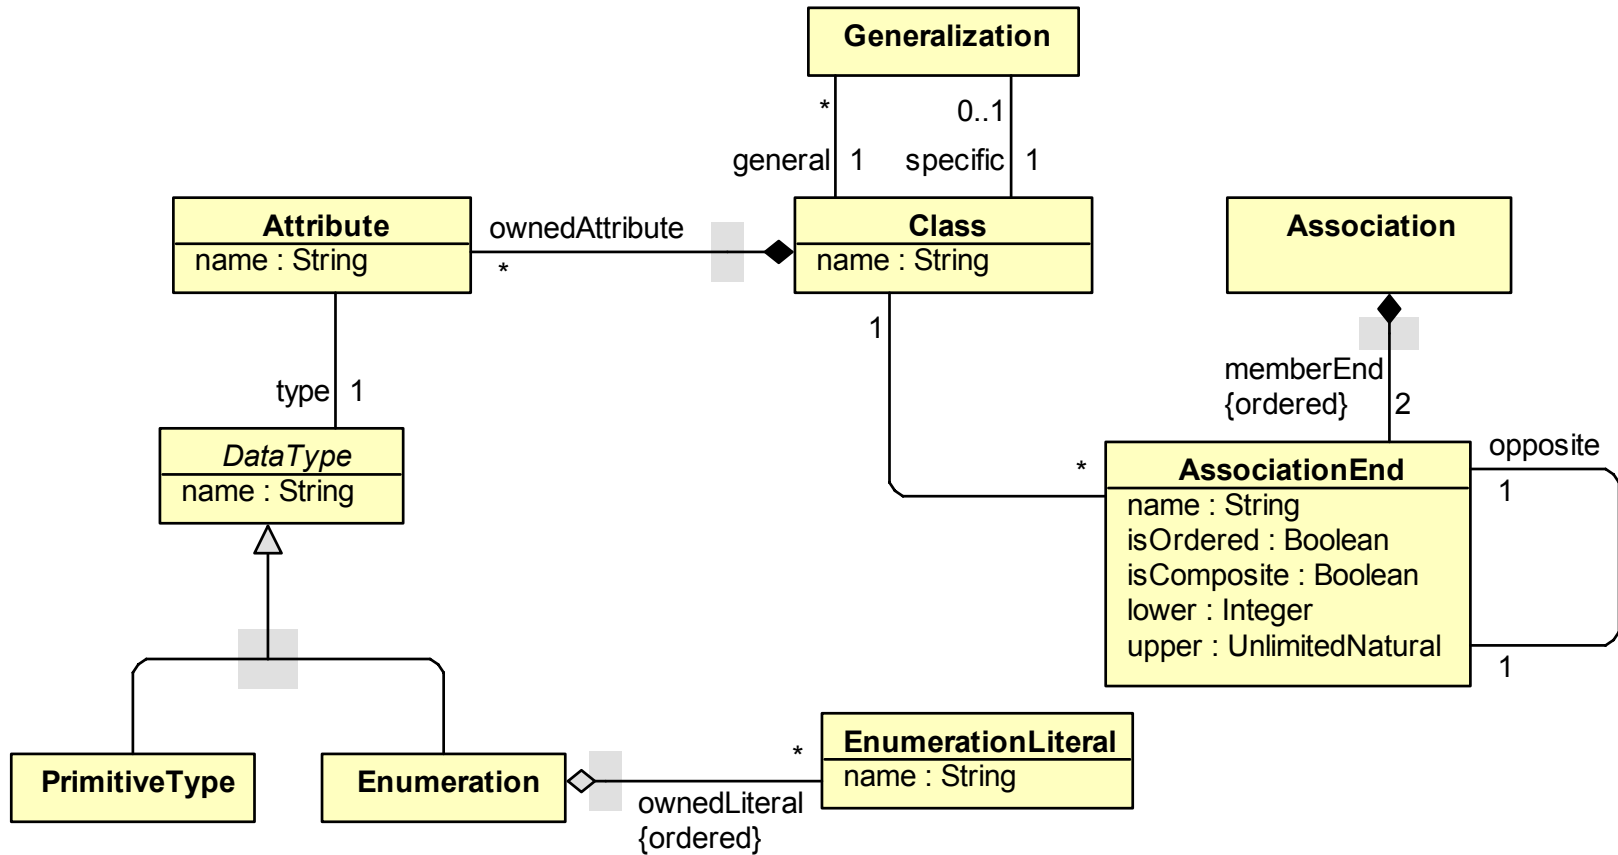 Generalization
*
0..1
general
1
specific
1
Attribute
name : String
ownedAttribute
*
Class
name : String
Association
1
memberEnd
{ordered}
2
type
1
DataType
name : String
*
AssociationEnd
name : String
isOrdered : Boolean
isComposite : Boolean
lower : Integer
upper : UnlimitedNatural
opposite
1
1
PrimitiveType
Enumeration
*
ownedLiteral
{ordered}
EnumerationLiteral
name : String